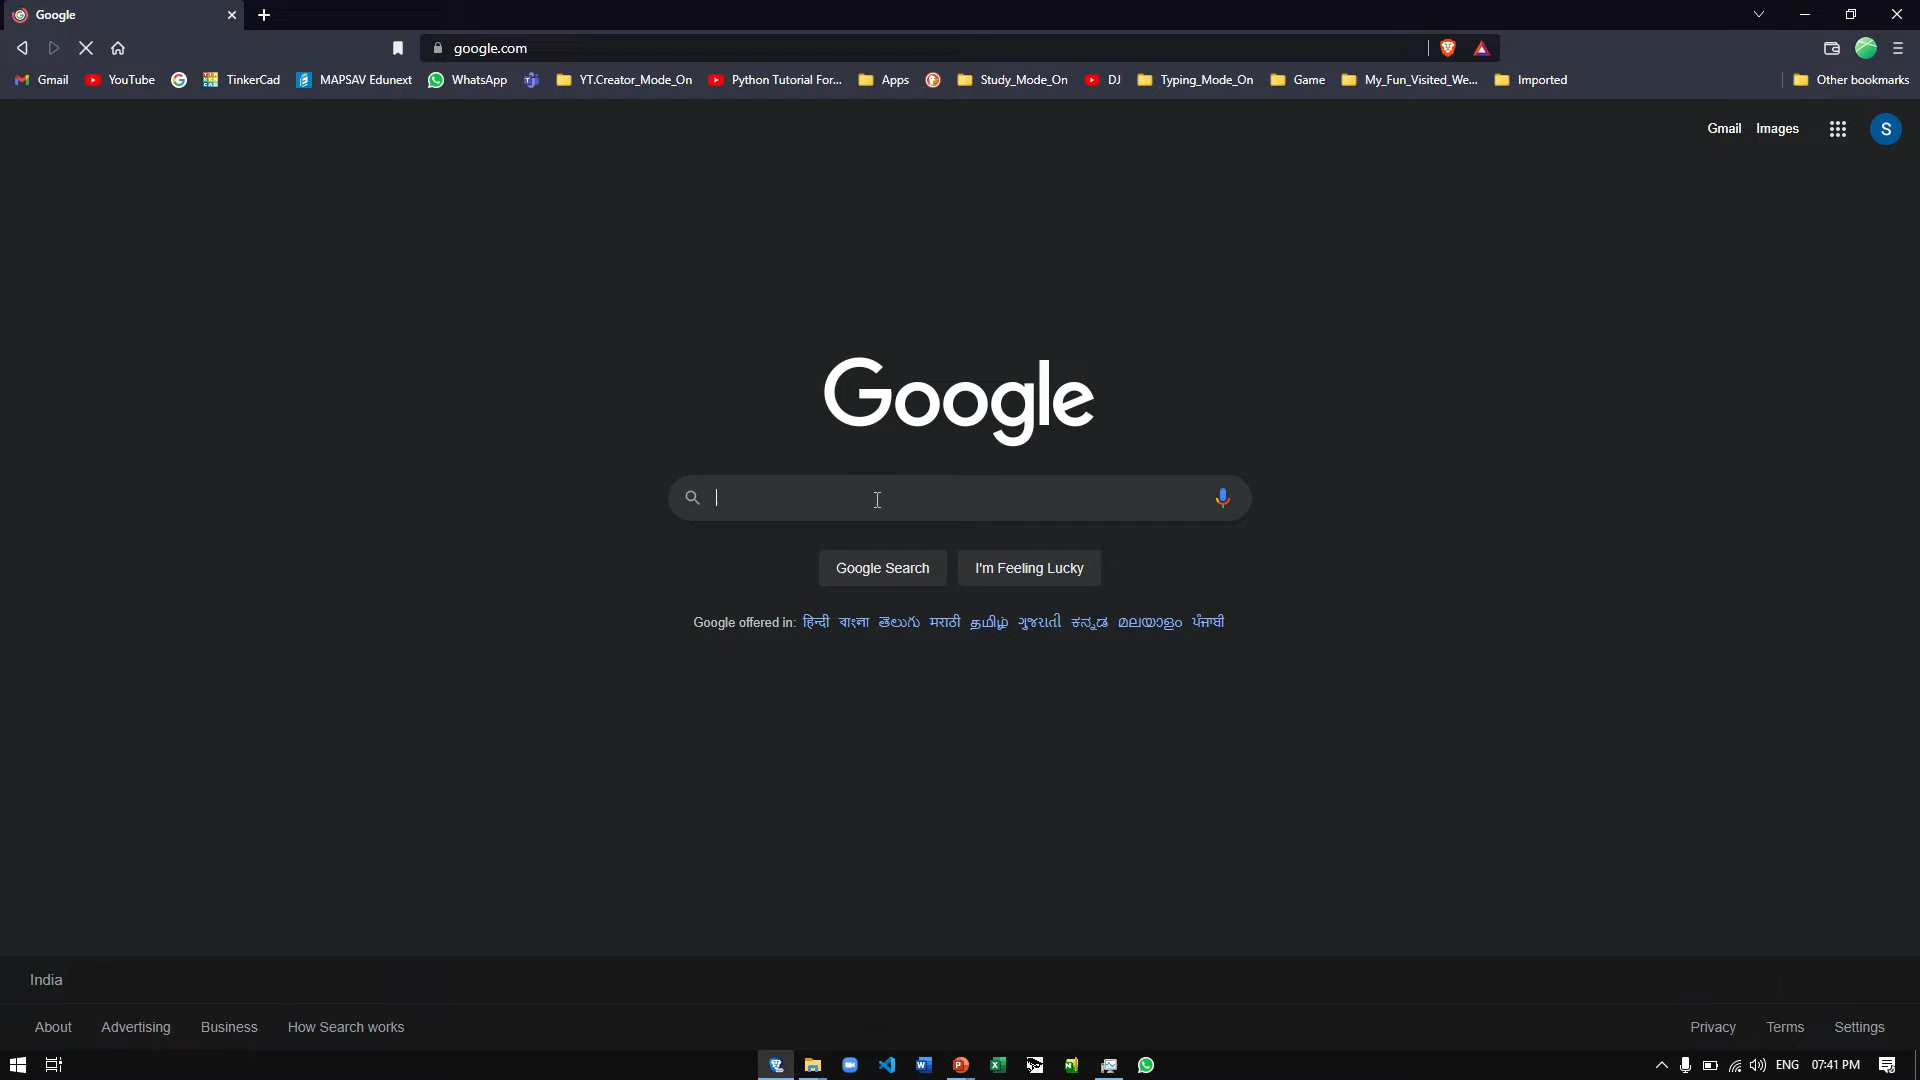 Google
google.com
Gmail YouTube TinkerCad MAPSAV Edunext WhatsApp YT.Creator_Mode_On Python Tutorial For... Apps Study_Mode_On DJ Typing_Mode_On Game My_Fun_Visited_We... Imported Other bookmarks
Gmail Images S
Google
Google Search I'm Feeling Lucky
Google offered in: हिन्दी বাংলা తెలుగు मराठी தமிழ் ગુજરાતી ಕನ್ನಡ മലയാളം ਪੰਜਾਬੀ
India
About Advertising Business How Search works Privacy Terms Settings
ENG 07:41 PM